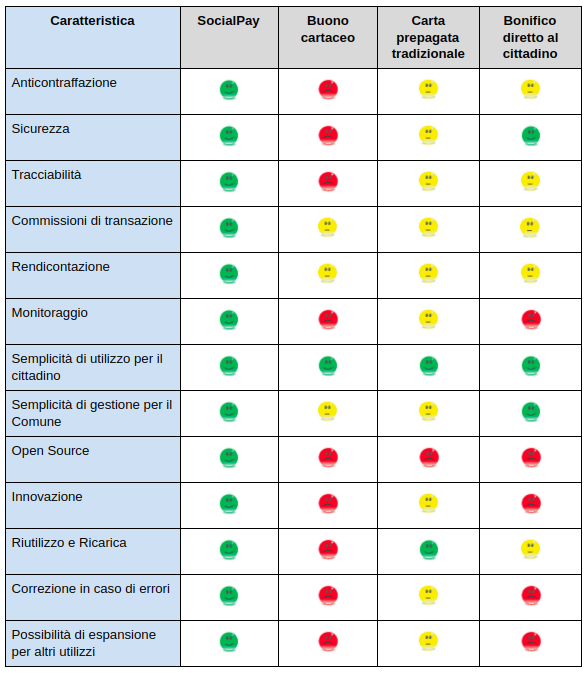 Caratteristica
SocialPay
Buono
cartaceo
Carta
prepagata
tradizionale
Bonifico
diretto al
cittadino
Anticontraffazione
Sicurezza
Tracciabilità
Commissioni di transazione
Rendicontazione
Monitoraggio
Semplicità di utilizzo per il
cittadino
Semplicità di gestione per il
Comune
Open Source
Innovazione
Riutilizzo e Ricarica
Correzione in caso di errori
Possibilità di espansione
per altri utilizzi